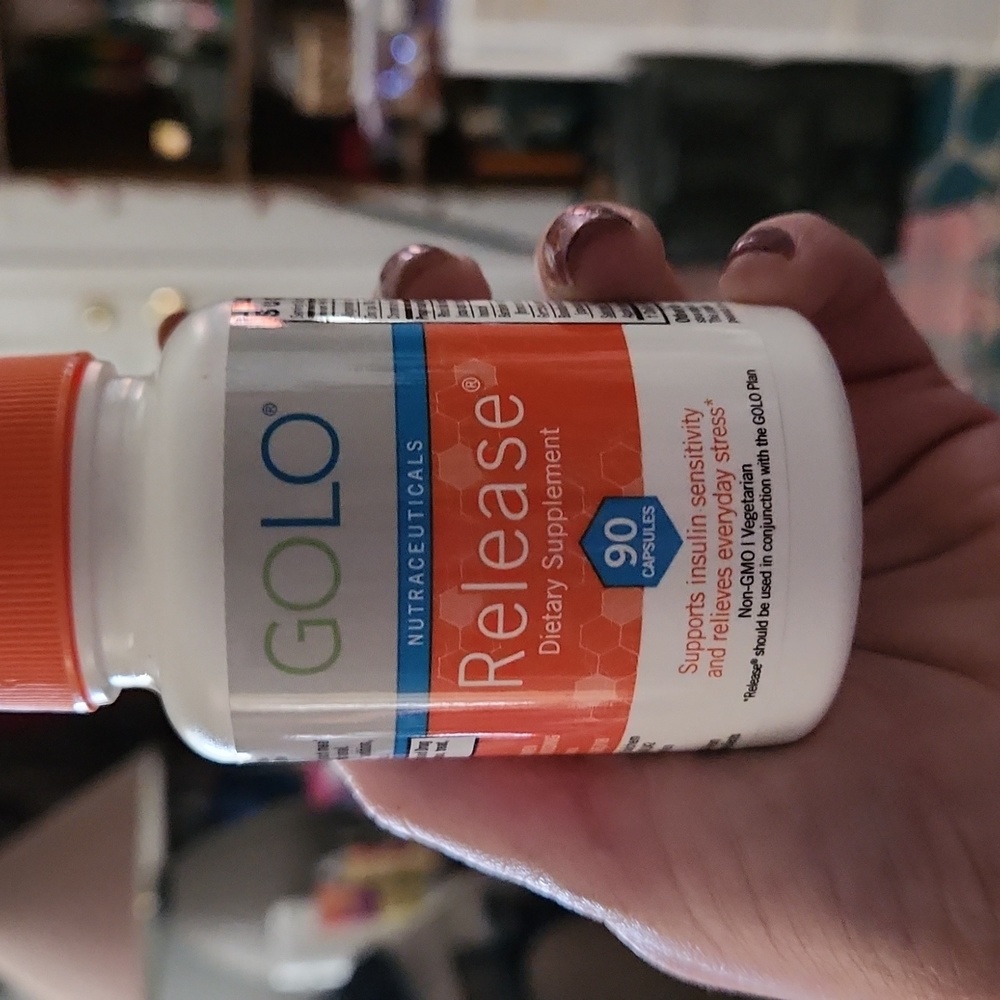 GOLO®
NUTRACEUTICALS
Release®
Dietary Supplement
90
CAPSULES
Supports insulin sensitivity
and relieves everyday stress*
Non-GMO | Vegetarian
*Release® should be used in conjunction with the GOLO Plan